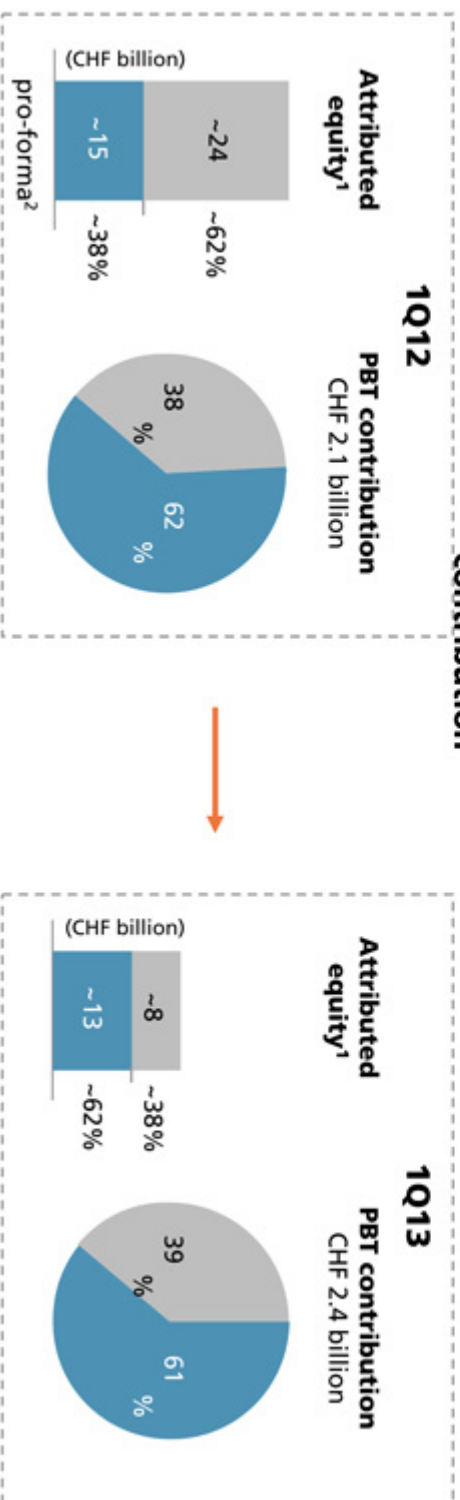 contribution
1Q12
Attributed
equity¹
(CHF billion)
~24
~62%
~15
~38%
pro-forma²
PBT contribution
CHF 2.1 billion
38
%
62
%
1Q13
Attributed
equity¹
(CHF billion)
~8
~38%
~13
~62%
PBT contribution
CHF 2.4 billion
39
%
61
%